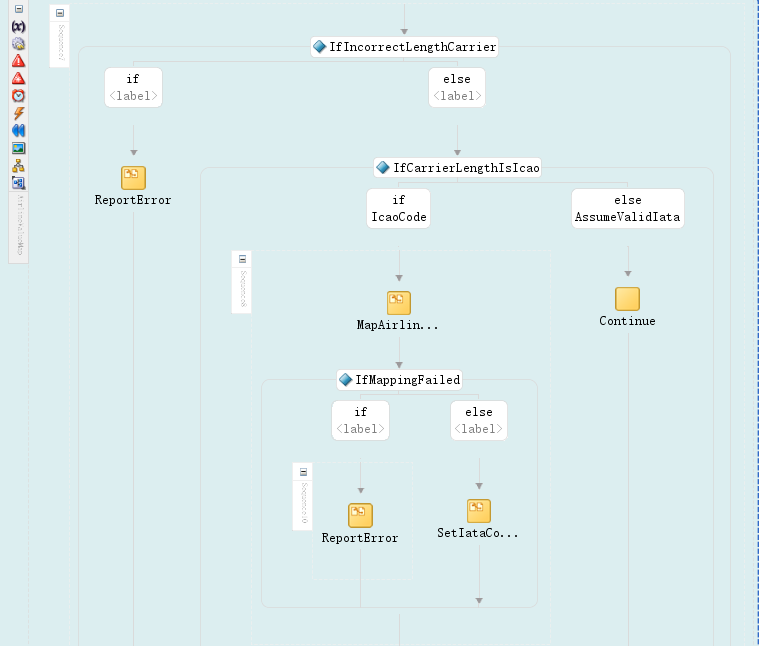 IfIncorrectLengthCarrier
if
<label>
else
<label>
ReportError
IfCarrierLengthIsIcao
if
IcaoCode
else
AssumeValidIata
MapAirlin...
Continue
IfMappingFailed
if
<label>
else
<label>
ReportError
SetIataCo...